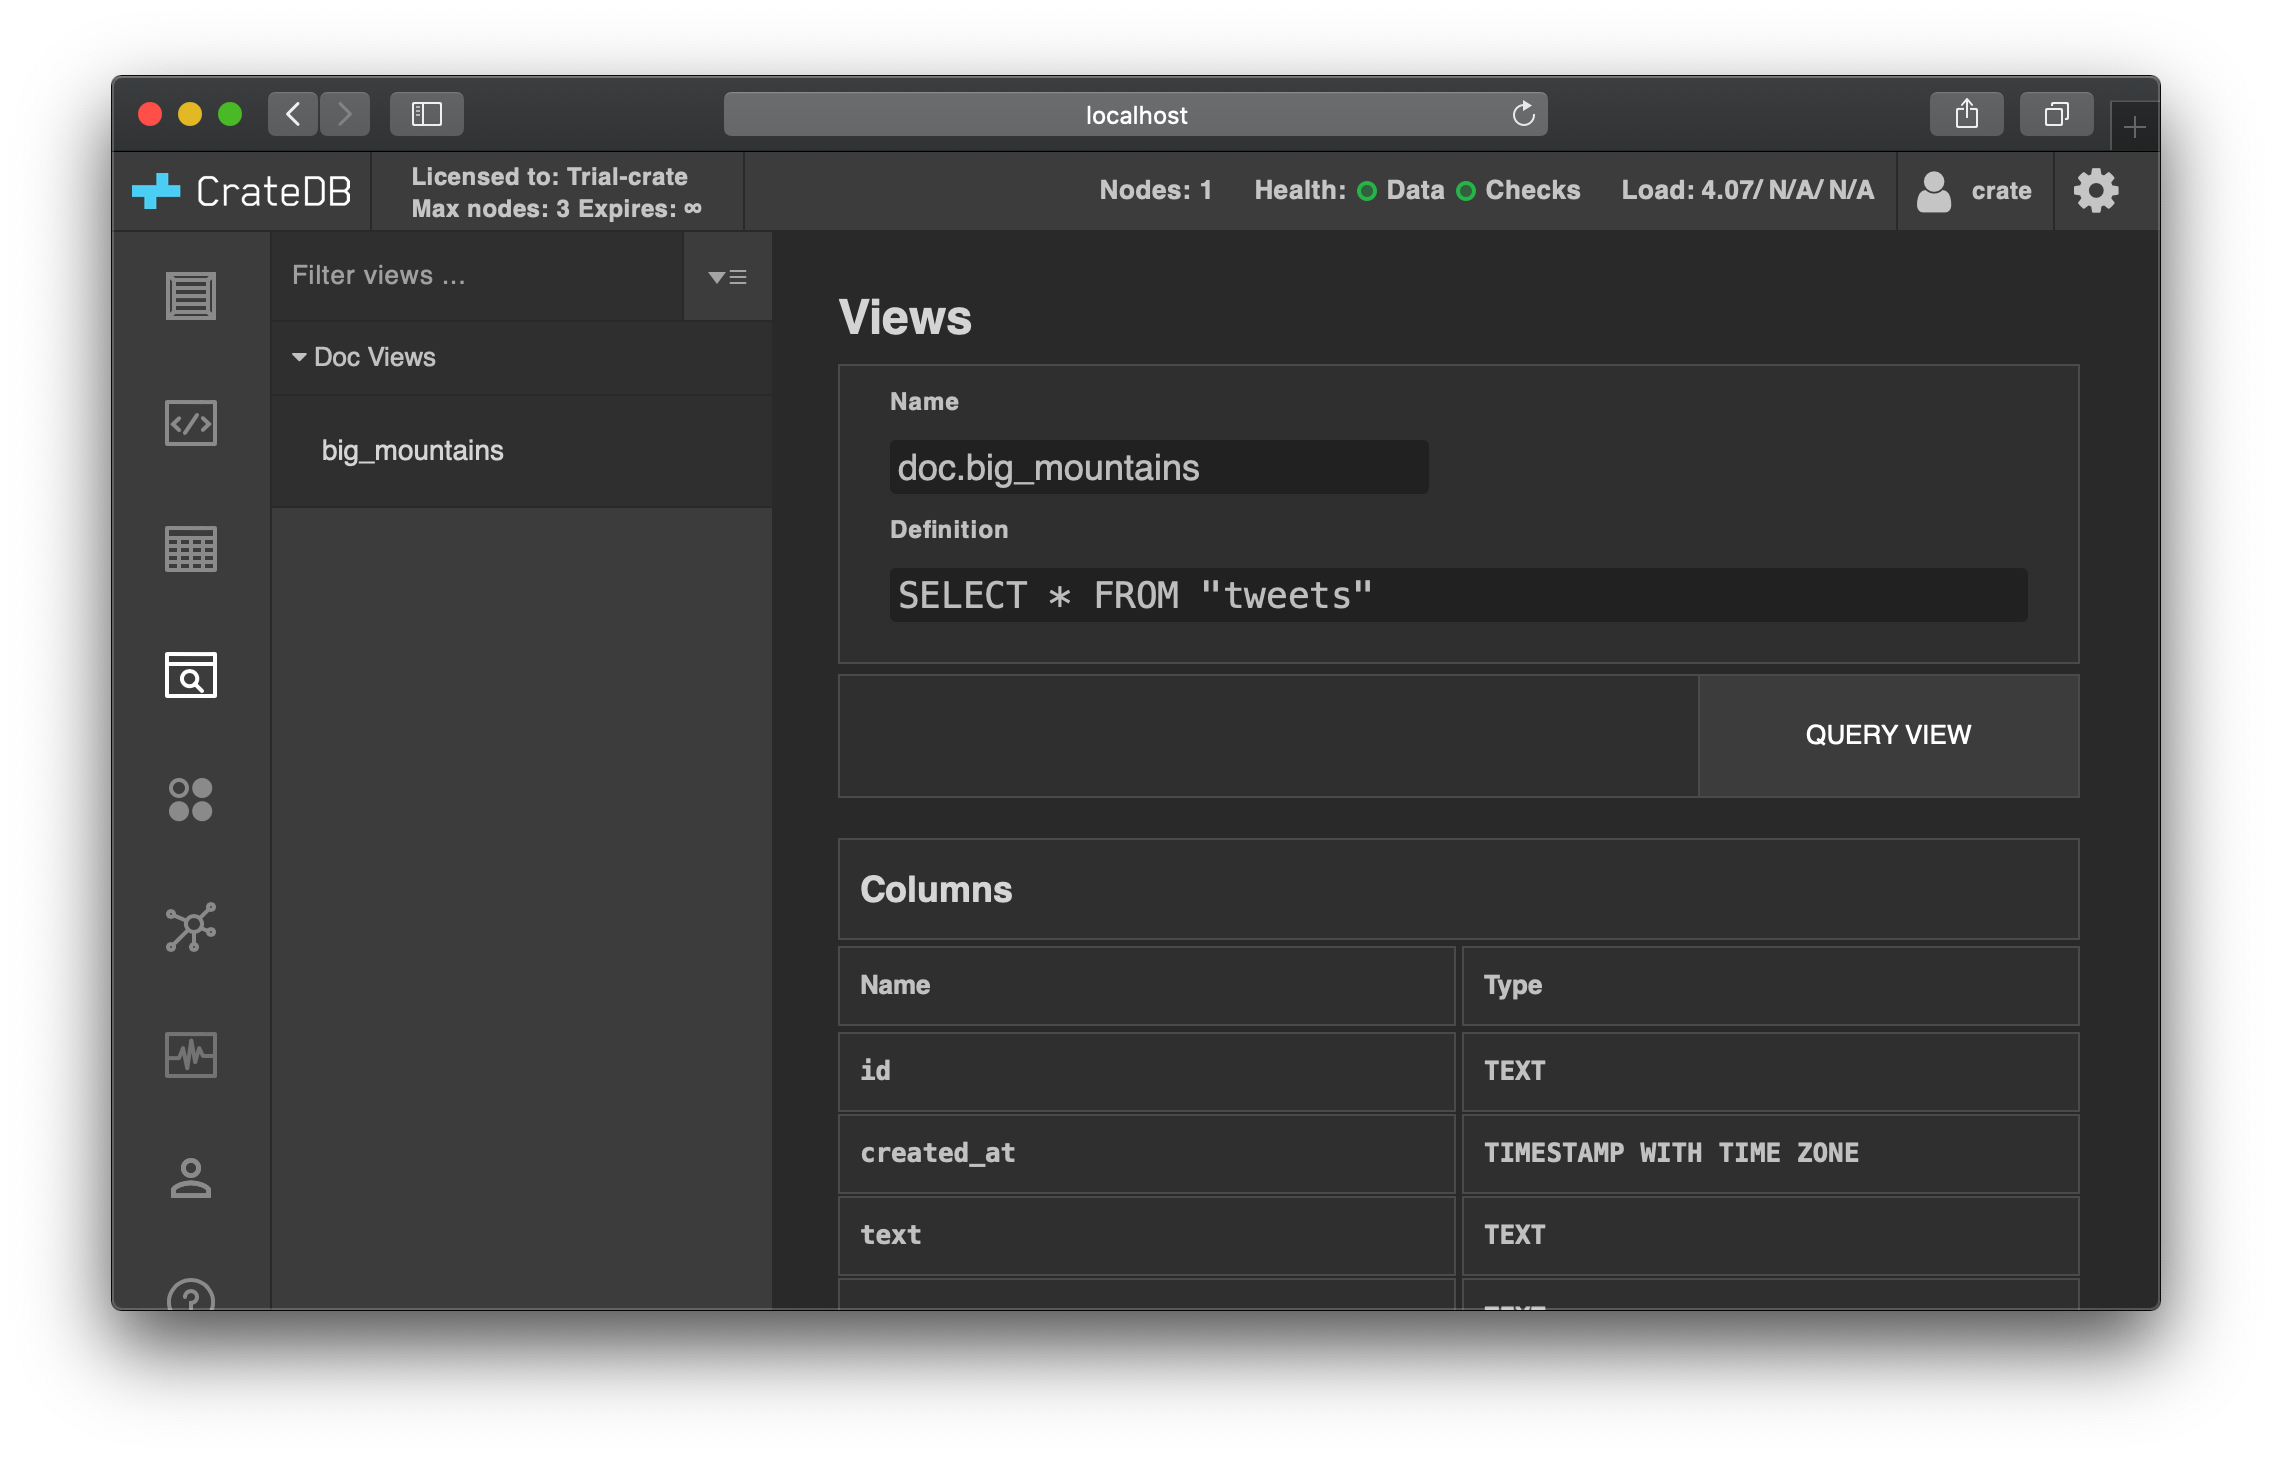 localhost
CrateDB
Licensed to: Trial-crate
Max nodes: 3 Expires: ∞
Nodes: 1 Health: Data Checks Load: 4.07/ N/A/ N/A
crate
Filter views ...
Doc Views
big_mountains
Views
Name
doc.big_mountains
Definition
SELECT * FROM "tweets"
QUERY VIEW
Columns
Name Type
id TEXT
created_at TIMESTAMP WITH TIME ZONE
text TEXT